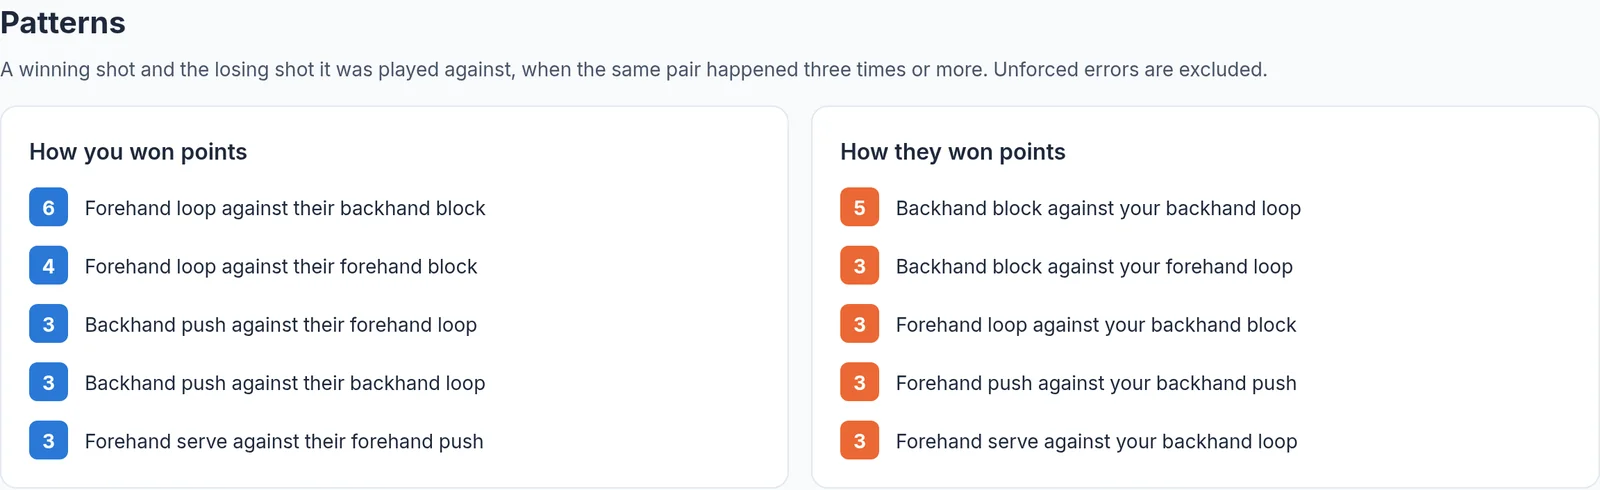 Patterns
A winning shot and the losing shot it was played against, when the same pair happened three times or more. Unforced errors are excluded.
How you won points
6 Forehand loop against their backhand block
4 Forehand loop against their forehand block
3 Backhand push against their forehand loop
3 Backhand push against their backhand loop
3 Forehand serve against their forehand push
How they won points
5 Backhand block against your backhand loop
3 Backhand block against your forehand loop
3 Forehand loop against your backhand block
3 Forehand push against your backhand push
3 Forehand serve against your backhand loop